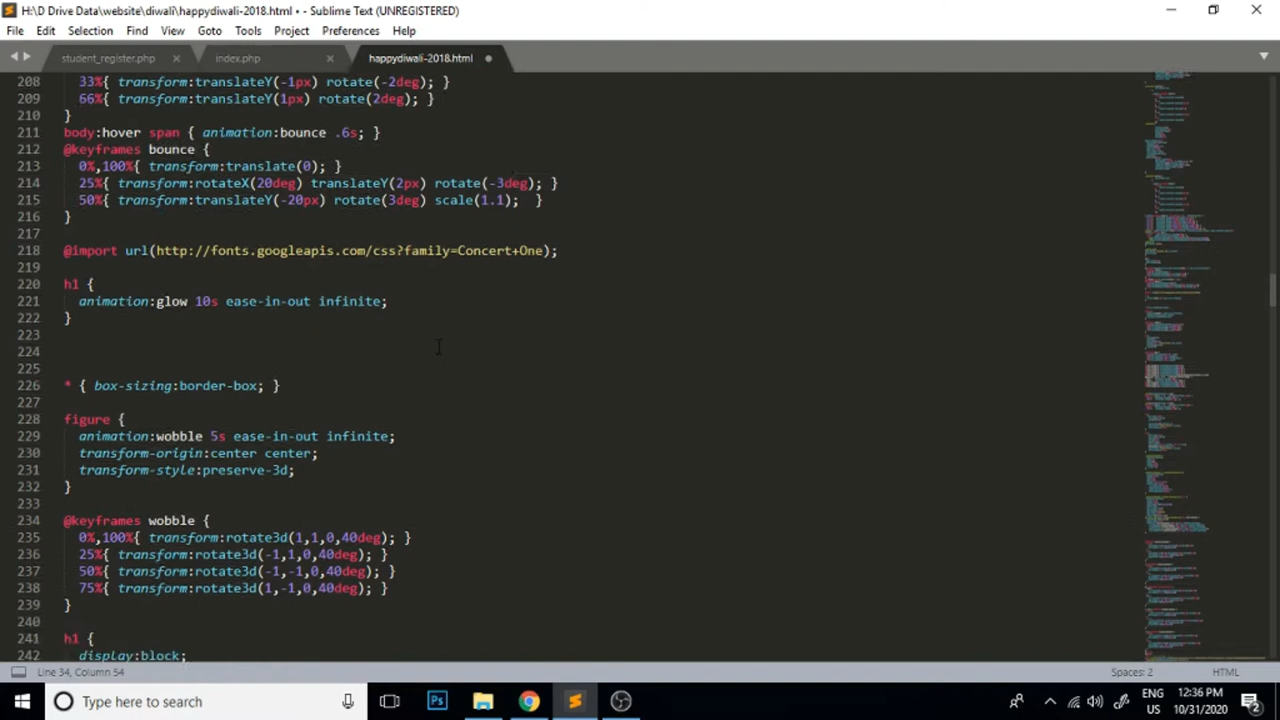 H:\D Drive Data\website\diwali\happydiwali-2018.html • - Sublime Text (UNREGISTERED)
File Edit Selection Find View Goto Tools Project Preferences Help
student_register.php index.php happydiwali-2018.html
208 33%{ transform:translateY(-1px) rotate(-2deg); }
209 66%{ transform:translateY(1px) rotate(2deg); }
210 }
211 body:hover span { animation:bounce .6s; }
212 @keyframes bounce {
213 0%,100%{ transform:translate(0); }
214 25%{ transform:rotateX(20deg) translateY(2px) rotate(-3deg); }
215 50%{ transform:translateY(-20px) rotate(3deg) scale(1.1); }
216 }
217
218 @import url(http://fonts.googleapis.com/css?family=Concert+One);
219
220 h1 {
221 animation:glow 10s ease-in-out infinite;
222 }
223
224
225
226 * { box-sizing:border-box; }
227
228 figure {
229 animation:wobble 5s ease-in-out infinite;
230 transform-origin:center center;
231 transform-style:preserve-3d;
232 }
233
234 @keyframes wobble {
235 0%,100%{ transform:rotate3d(1,1,0,40deg); }
236 25%{ transform:rotate3d(-1,1,0,40deg); }
237 50%{ transform:rotate3d(-1,-1,0,40deg); }
238 75%{ transform:rotate3d(1,-1,0,40deg); }
239 }
240
241 h1 {
242 display:block;
Line 34, Column 54 Spaces: 2 HTML
Type here to search Ps ENG 12:36 PM
US 10/31/2020 2